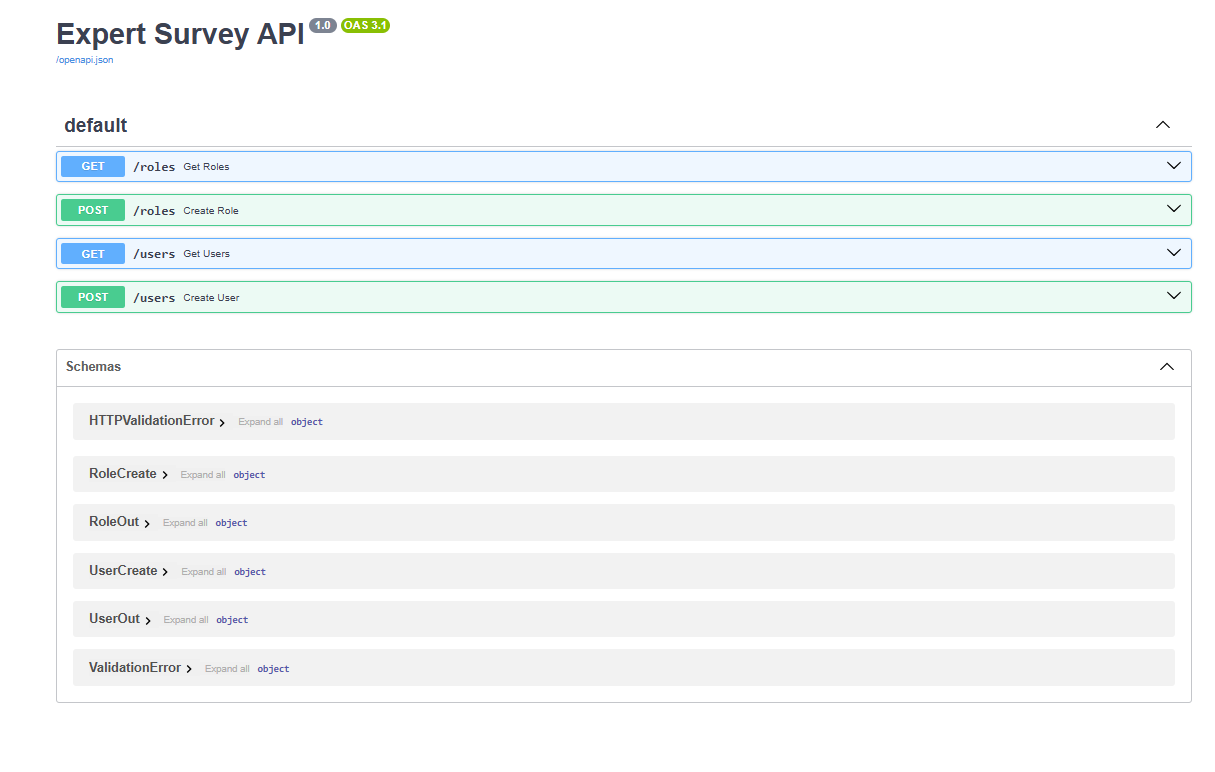 Expert Survey API 1.0 OAS 3.1
/openapi.json
default
GET /roles Get Roles
POST /roles Create Role
GET /users Get Users
POST /users Create User
Schemas
HTTPValidationError Expand all object
RoleCreate Expand all object
RoleOut Expand all object
UserCreate Expand all object
UserOut Expand all object
ValidationError Expand all object